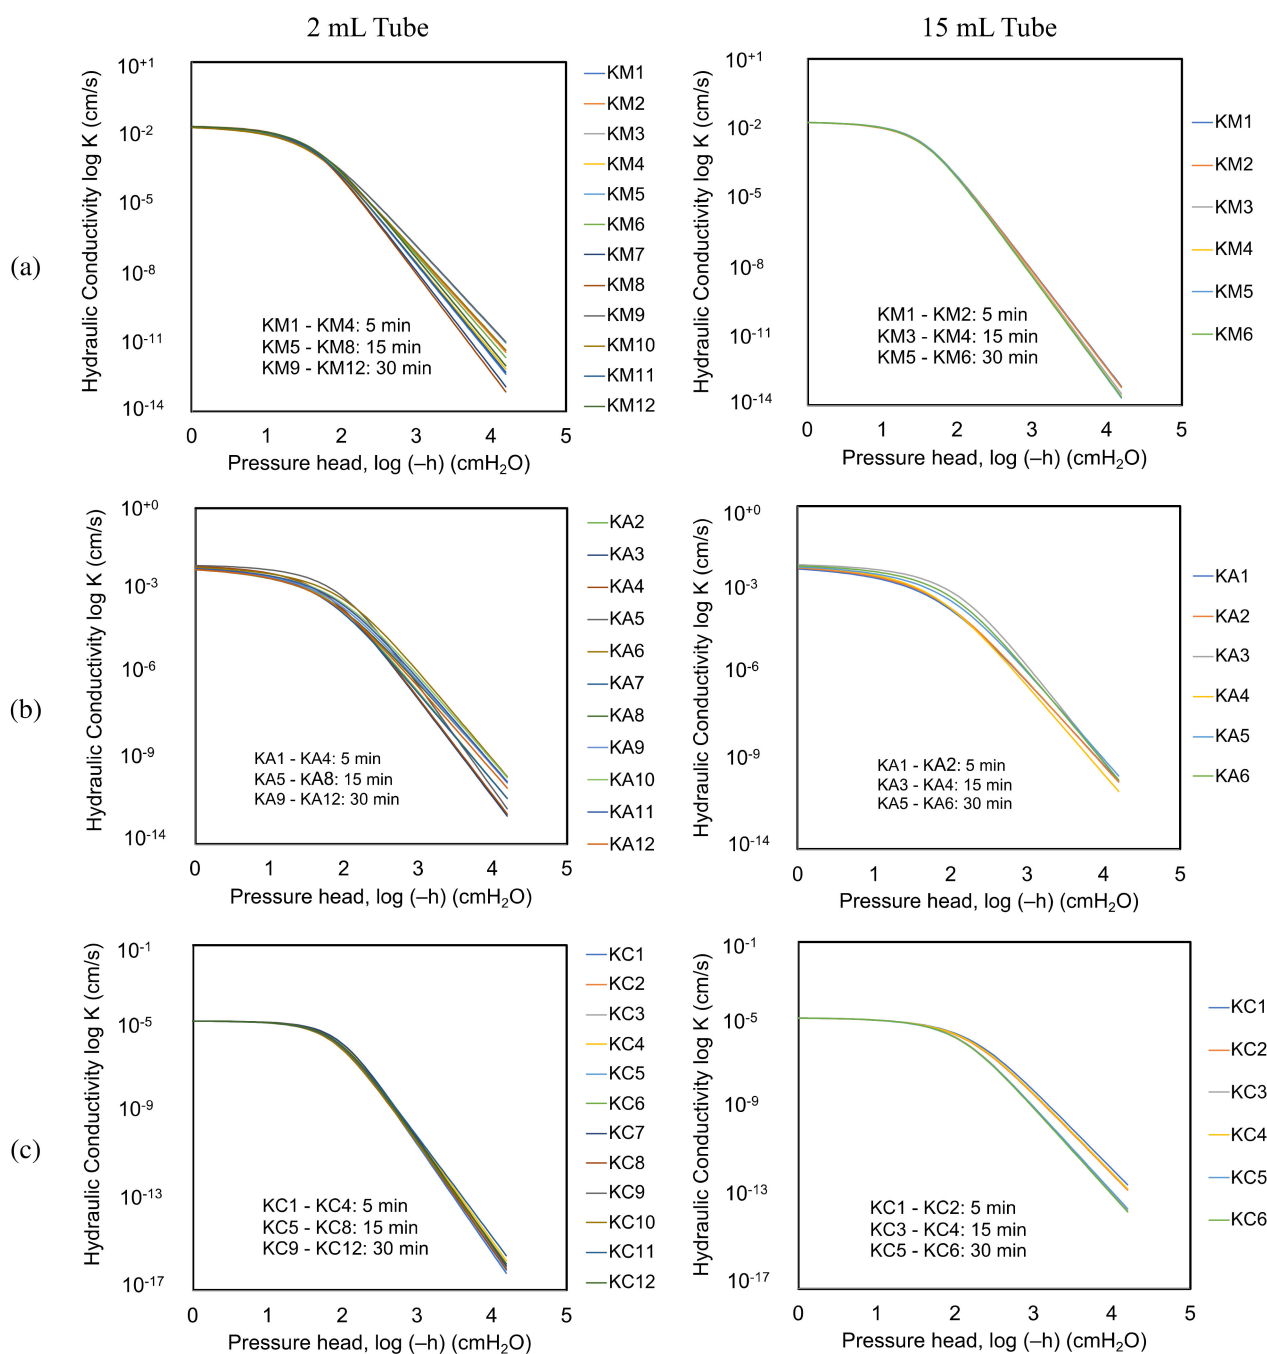 2 mL Tube
15 mL Tube
(a)
Hydraulic Conductivity log K (cm/s)
10+1
10-2
10-5
10-8
10-11
10-14
KM1 - KM4: 5 min
KM5 - KM8: 15 min
KM9 - KM12: 30 min
0 1 2 3 4 5
Pressure head, log (–h) (cmH2O)
KM1
KM2
KM3
KM4
KM5
KM6
KM7
KM8
KM9
KM10
KM11
KM12
Hydraulic Conductivity log K (cm/s)
10+1
10-2
10-5
10-8
10-11
10-14
KM1 - KM2: 5 min
KM3 - KM4: 15 min
KM5 - KM6: 30 min
0 1 2 3 4 5
Pressure head, log (–h) (cmH2O)
KM1
KM2
KM3
KM4
KM5
KM6
(b)
Hydraulic Conductivity log K (cm/s)
10+0
10-3
10-6
10-9
10-14
KA1 - KA4: 5 min
KA5 - KA8: 15 min
KA9 - KA12: 30 min
0 1 2 3 4 5
Pressure head, log (–h) (cmH2O)
KA2
KA3
KA4
KA5
KA6
KA7
KA8
KA9
KA10
KA11
KA12
Hydraulic Conductivity log K (cm/s)
10+0
10-3
10-6
10-9
10-14
KA1 - KA2: 5 min
KA3 - KA4: 15 min
KA5 - KA6: 30 min
0 1 2 3 4 5
Pressure head, log (–h) (cmH2O)
KA1
KA2
KA3
KA4
KA5
KA6
(c)
Hydraulic Conductivity log K (cm/s)
10-1
10-5
10-9
10-13
10-17
KC1 - KC4: 5 min
KC5 - KC8: 15 min
KC9 - KC12: 30 min
0 1 2 3 4 5
Pressure head, log (–h) (cmH2O)
KC1
KC2
KC3
KC4
KC5
KC6
KC7
KC8
KC9
KC10
KC11
KC12
Hydraulic Conductivity log K (cm/s)
10-1
10-5
10-9
10-13
10-17
KC1 - KC2: 5 min
KC3 - KC4: 15 min
KC5 - KC6: 30 min
0 1 2 3 4 5
Pressure head, log (–h) (cmH2O)
KC1
KC2
KC3
KC4
KC5
KC6